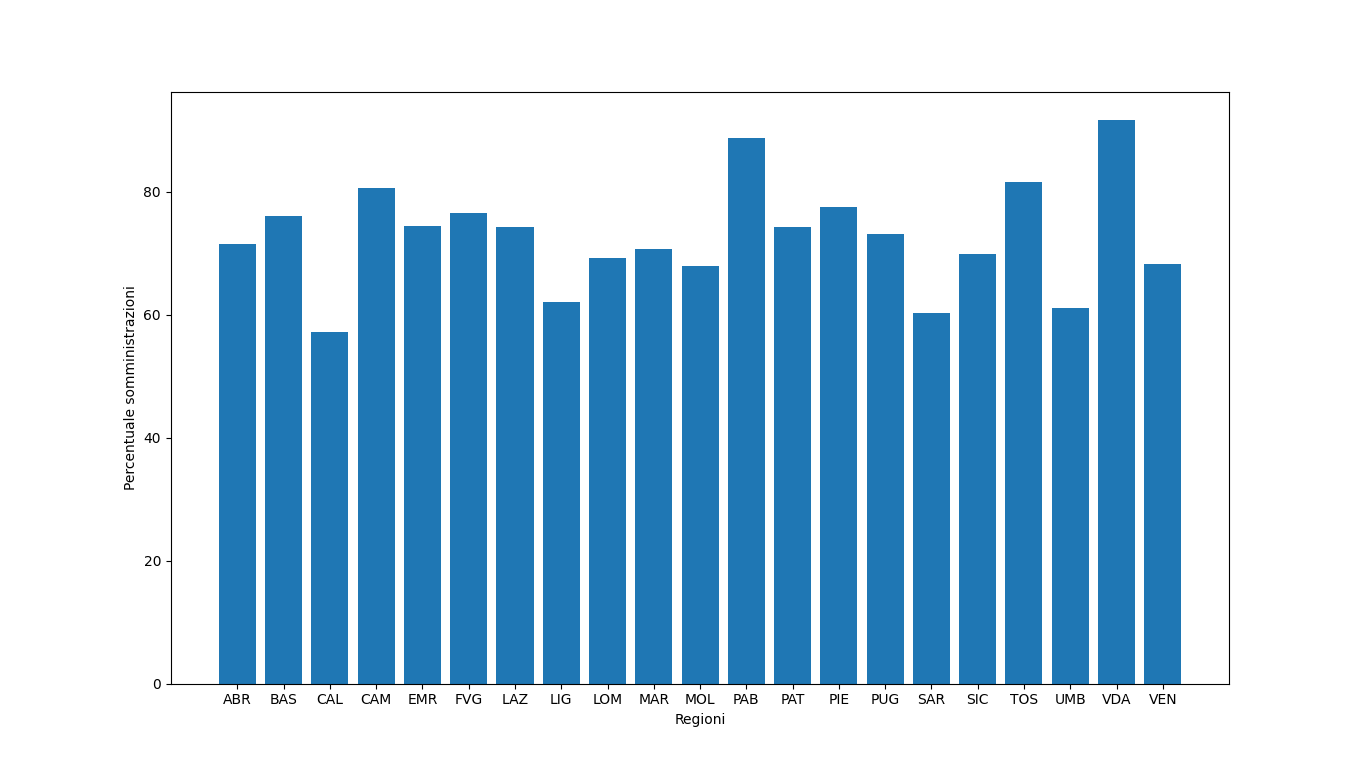 80
60
40
20
0
Percentuale somministrazioni
ABR BAS CAL CAM EMR FVG LAZ LIG LOM MAR MOL PAB PAT PIE PUG SAR SIC TOS UMB VDA VEN
Regioni